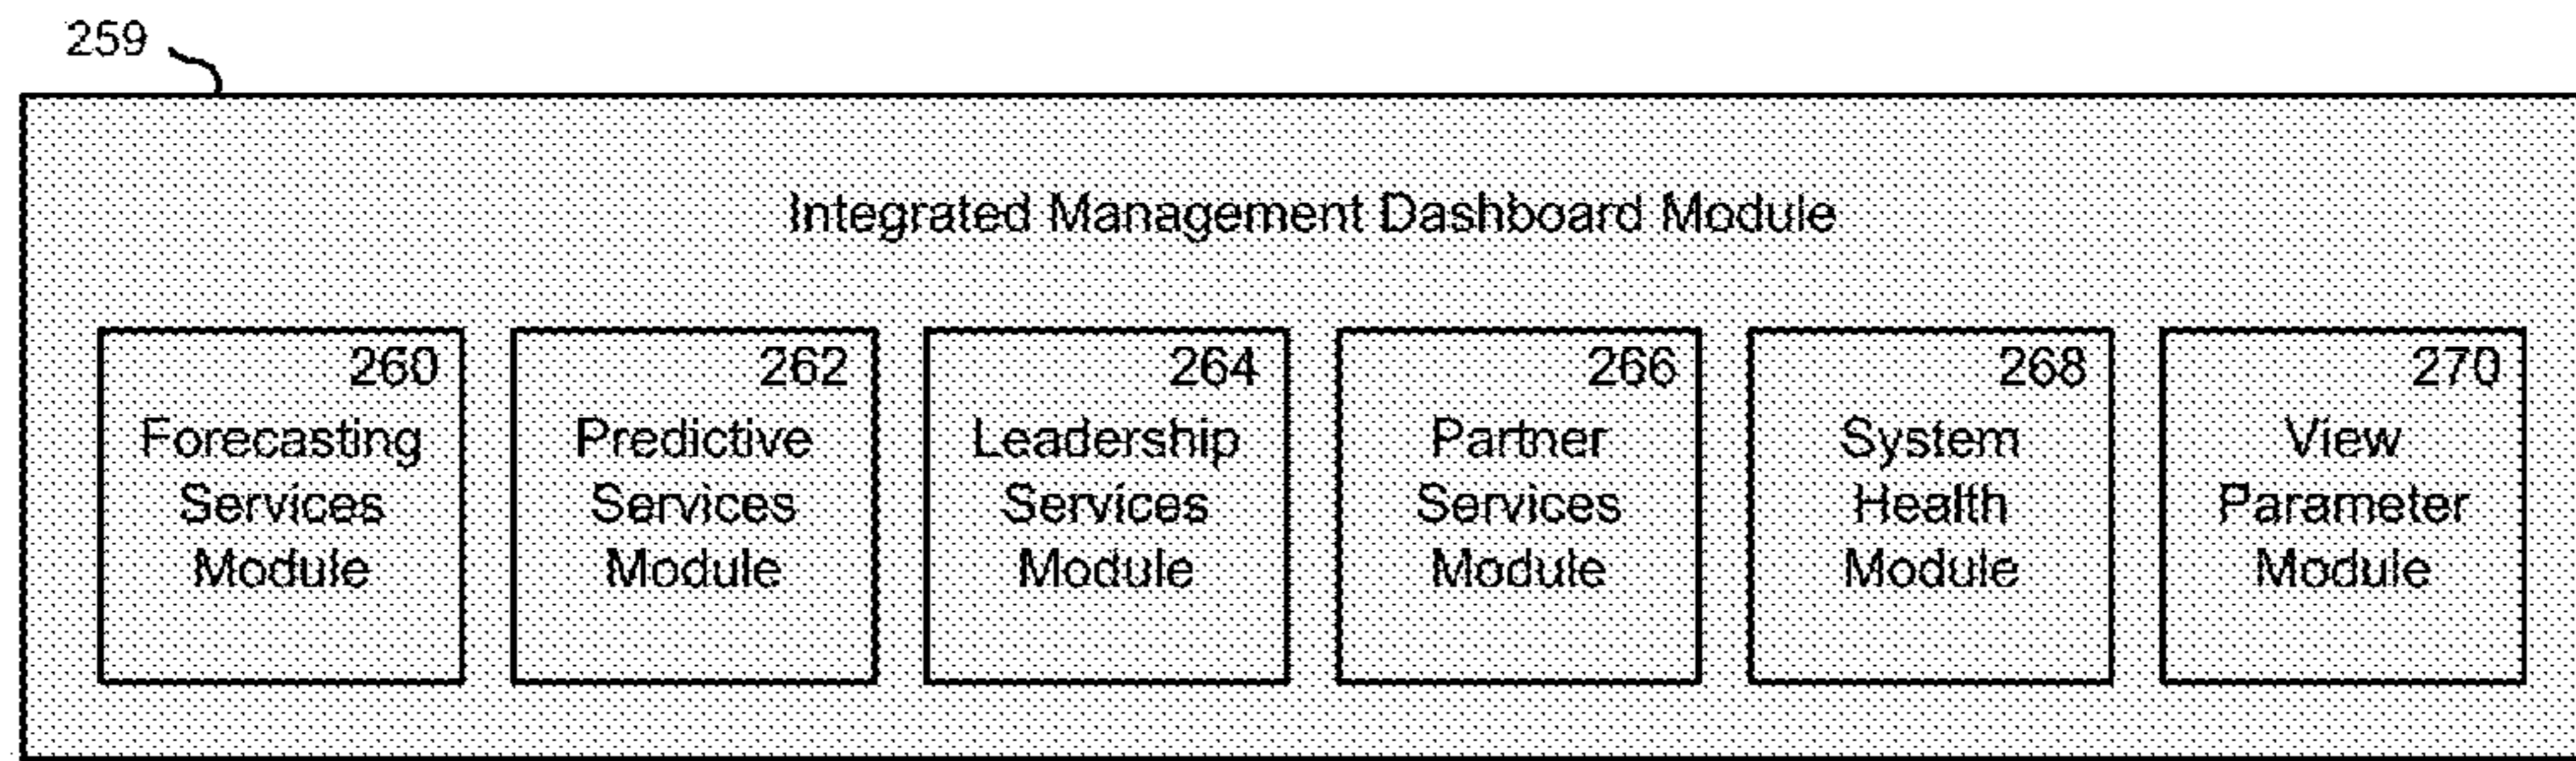 259
Integrated Management Dashboard Module
260
Forecasting
Services
Module
262
Predictive
Services
Module
264
Leadership
Services
Module
266
Partner
Services
Module
268
System
Health
Module
270
View
Parameter
Module